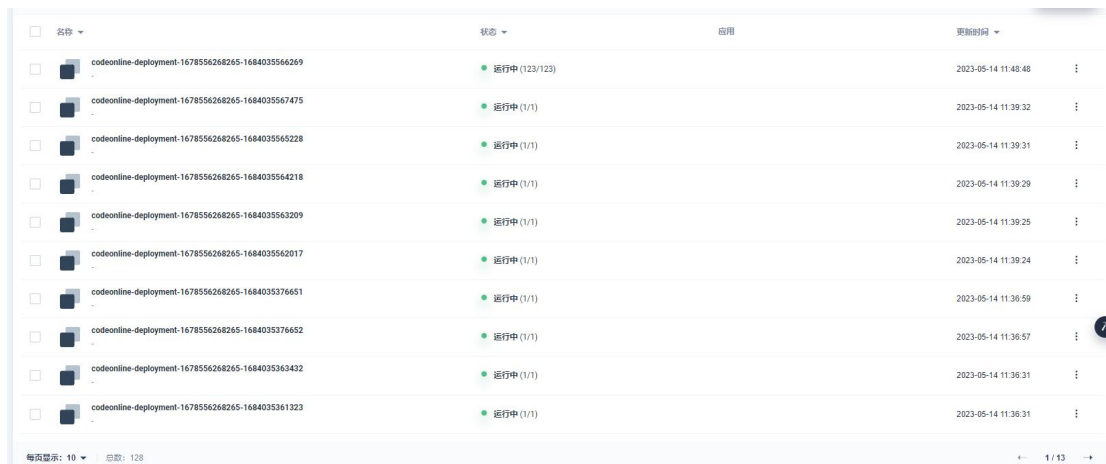 名称 状态 应用 更新时间
codeonline-deployment-1678556268265-1684035566269
-
运行中 (123/123)
2023-05-14 11:48:48
codeonline-deployment-1678556268265-1684035567475
-
运行中 (1/1)
2023-05-14 11:39:32
codeonline-deployment-1678556268265-1684035565228
-
运行中 (1/1)
2023-05-14 11:39:31
codeonline-deployment-1678556268265-1684035564218
-
运行中 (1/1)
2023-05-14 11:39:29
codeonline-deployment-1678556268265-1684035563209
-
运行中 (1/1)
2023-05-14 11:39:25
codeonline-deployment-1678556268265-1684035562017
-
运行中 (1/1)
2023-05-14 11:39:24
codeonline-deployment-1678556268265-1684035376651
-
运行中 (1/1)
2023-05-14 11:36:59
codeonline-deployment-1678556268265-1684035376652
-
运行中 (1/1)
2023-05-14 11:36:57
codeonline-deployment-1678556268265-1684035363432
-
运行中 (1/1)
2023-05-14 11:36:31
codeonline-deployment-1678556268265-1684035361323
-
运行中 (1/1)
2023-05-14 11:36:31
每页显示: 10 总数: 128 1 / 13